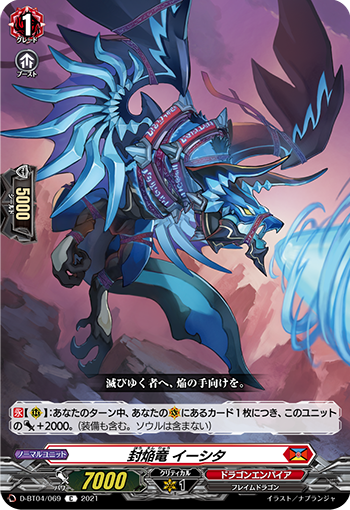 1
グレード
ブースト
5000
シールド
滅びゆく者へ、焔の手向けを。
永【】:あなたのターン中、あなたのにあるカード1枚につき、このユニット
の+2000。（装備も含む。ソウルは含まない）
ノーマルユニット
封焔竜 イーシタ
パワー
7000
クリティカル
1
ドラゴンエンパイア
フレイムドラゴン
D-BT04/069 C 2021
イラスト/ナブランジャ